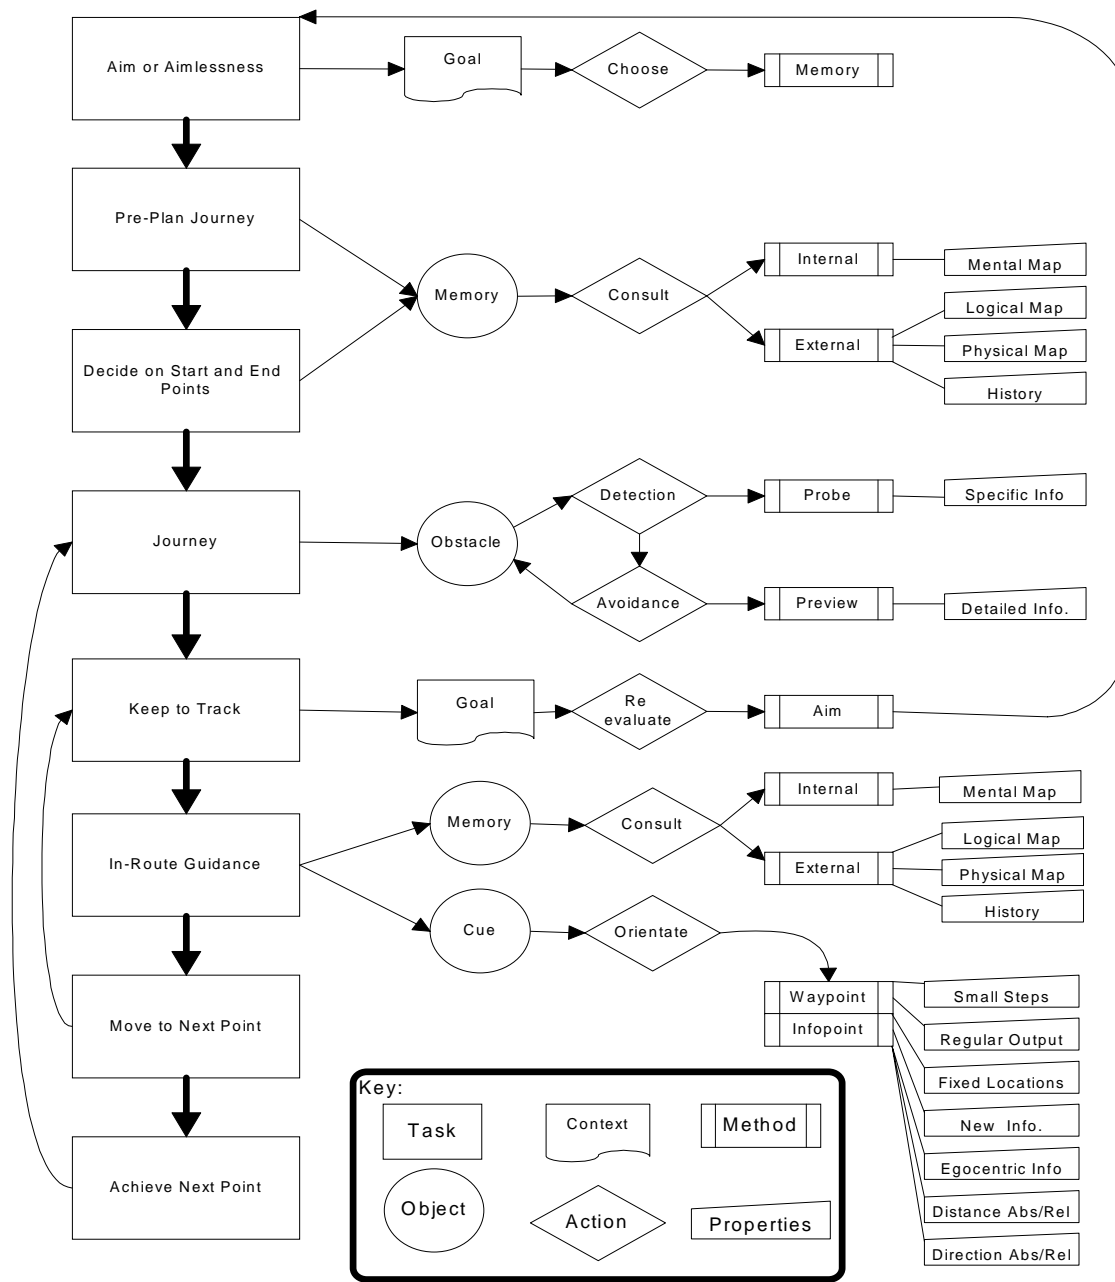 Aim or Aimlessness
Goal
Choose
Memory
Pre-Plan Journey
Memory
Consult
Internal
Mental Map
External
Logical Map
Physical Map
History
Decide on Start and End
Points
Journey
Obstacle
Detection
Probe
Specific Info
Avoidance
Preview
Detailed Info.
Keep to Track
Goal
Re
evaluate
Aim
In-Route Guidance
Memory
Consult
Internal
Mental Map
External
Logical Map
Physical Map
History
Cue
Orientate
Waypoint
Infopoint
Small Steps
Regular Output
Fixed Locations
New Info.
Egocentric Info
Distance Abs/Rel
Direction Abs/Rel
Move to Next Point
Achieve Next Point
Key:
Task
Context
Method
Object
Action
Properties